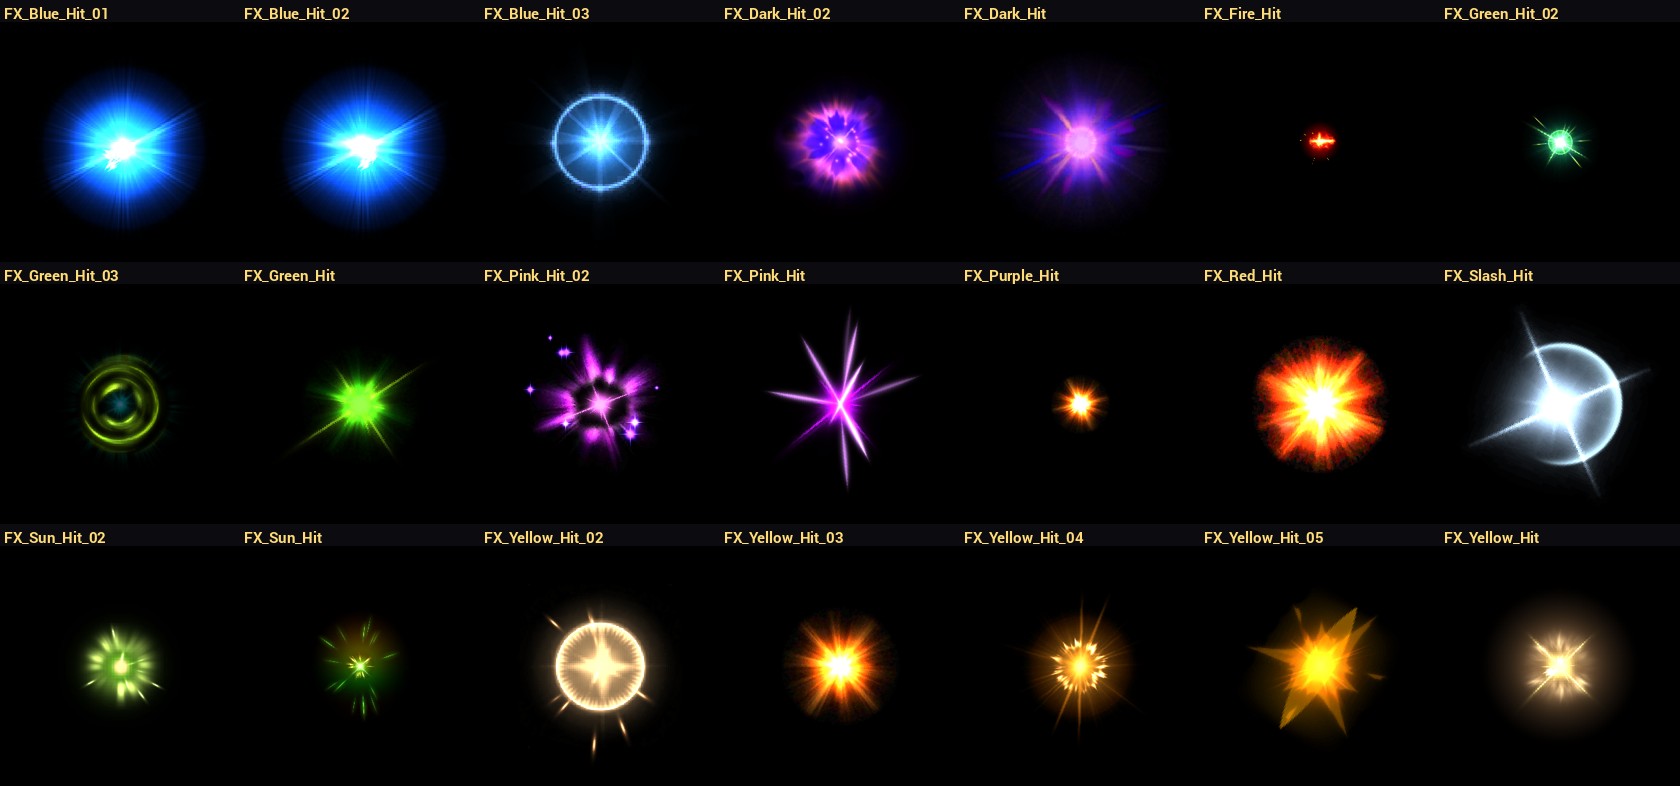 FX_Blue_Hit_01
FX_Blue_Hit_02
FX_Blue_Hit_03
FX_Dark_Hit_02
FX_Dark_Hit
FX_Fire_Hit
FX_Green_Hit_02
FX_Green_Hit_03
FX_Green_Hit
FX_Pink_Hit_02
FX_Pink_Hit
FX_Purple_Hit
FX_Red_Hit
FX_Slash_Hit
FX_Sun_Hit_02
FX_Sun_Hit
FX_Yellow_Hit_02
FX_Yellow_Hit_03
FX_Yellow_Hit_04
FX_Yellow_Hit_05
FX_Yellow_Hit